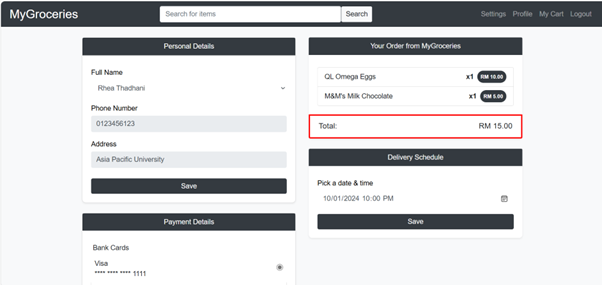 MyGroceries
Search for items
Search
Settings Profile My Cart Logout
Personal Details
Full Name
Rhea Thadhani
Phone Number
0123456123
Address
Asia Pacific University
Save
Payment Details
Bank Cards
Visa
**** **** **** 1111
Your Order from MyGroceries
QL Omega Eggs x1 RM 10.00
M&M's Milk Chocolate x1 RM 5.00
Total: RM 15.00
Delivery Schedule
Pick a date & time
10/01/2024 10:00 PM
Save